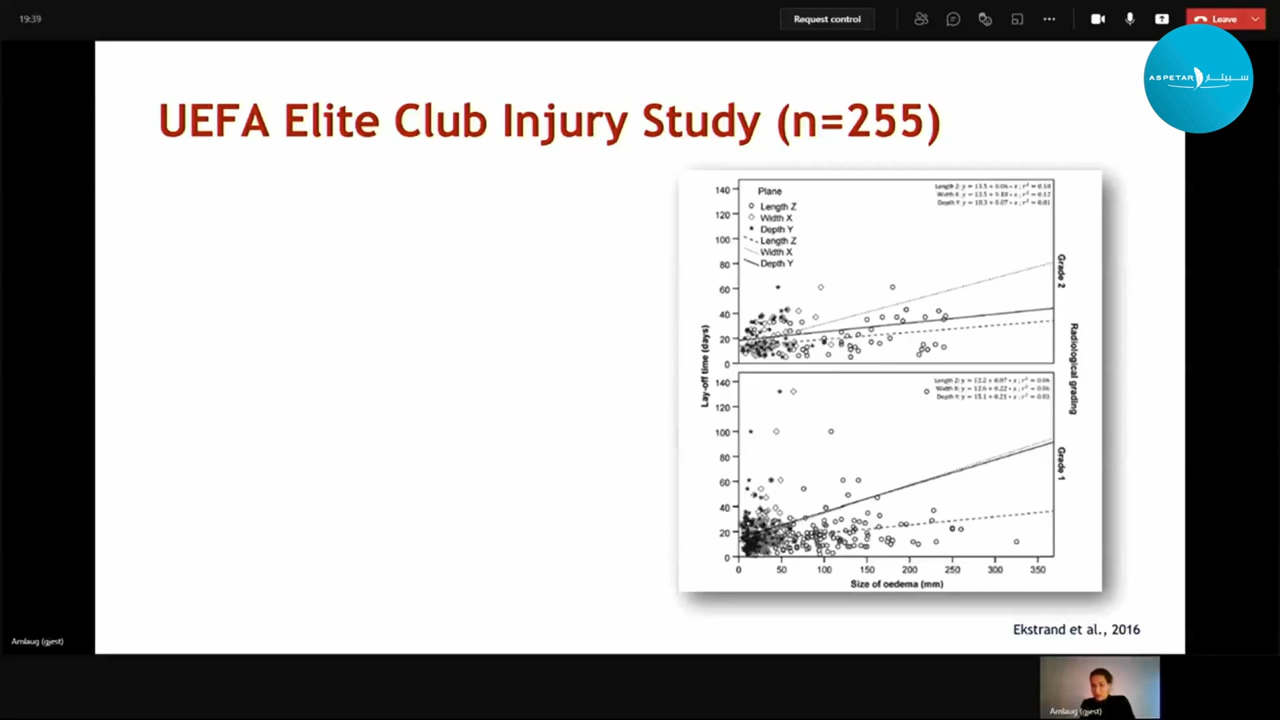 19:39
Request control
Leave
ASPETAR سبيتار
UEFA Elite Club Injury Study (n=255)
Plane
Length Z
Width X
Depth Y
Length Z
Width X
Depth Y
140
120
100
80
60
40
20
0
Grade 2
140
120
100
80
60
40
20
0
Grade 1
Lay-off time (days)
Radiological grading
0 50 100 150 200 250 300 350
Size of oedema (mm)
Ekstrand et al., 2016
Arnlaug (gjest)
Arnlaug (gjest)